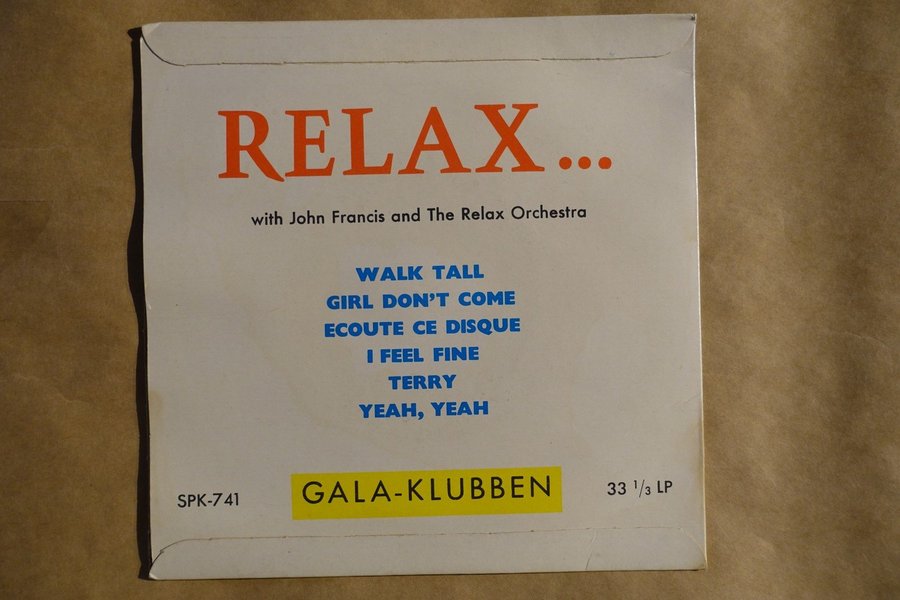 RELAX...
with John Francis and The Relax Orchestra
WALK TALL
GIRL DON'T COME
ECOUTE CE DISQUE
I FEEL FINE
TERRY
YEAH, YEAH
SPK-741
GALA-KLUBBEN
33 1/3 LP